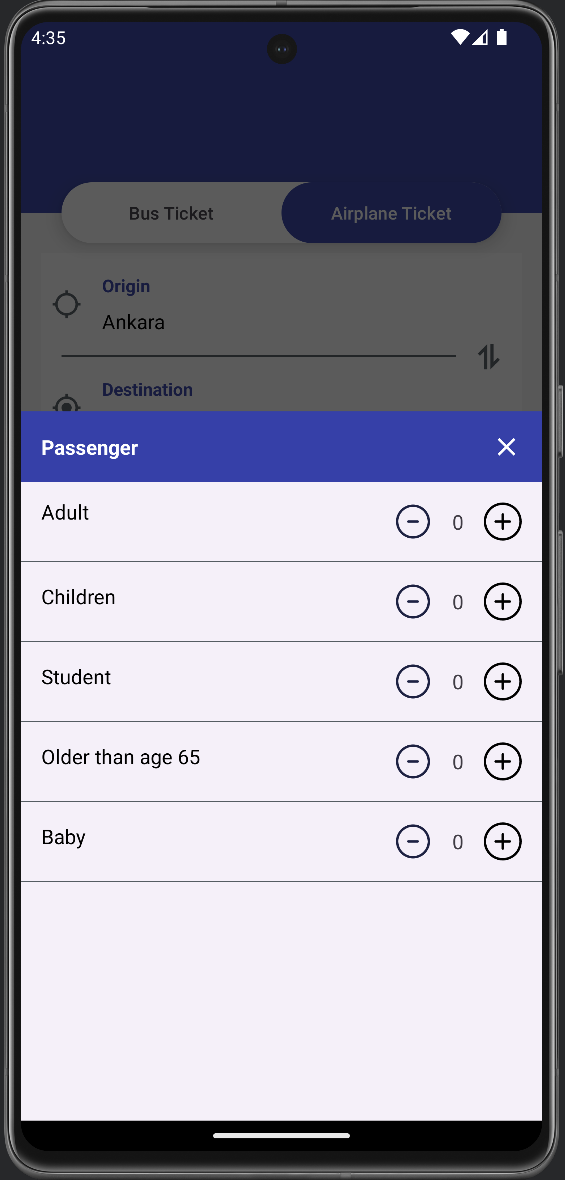 4:35
Bus Ticket
Airplane Ticket
Origin
Ankara
Destination
Passenger
Adult
0
Children
0
Student
0
Older than age 65
0
Baby
0